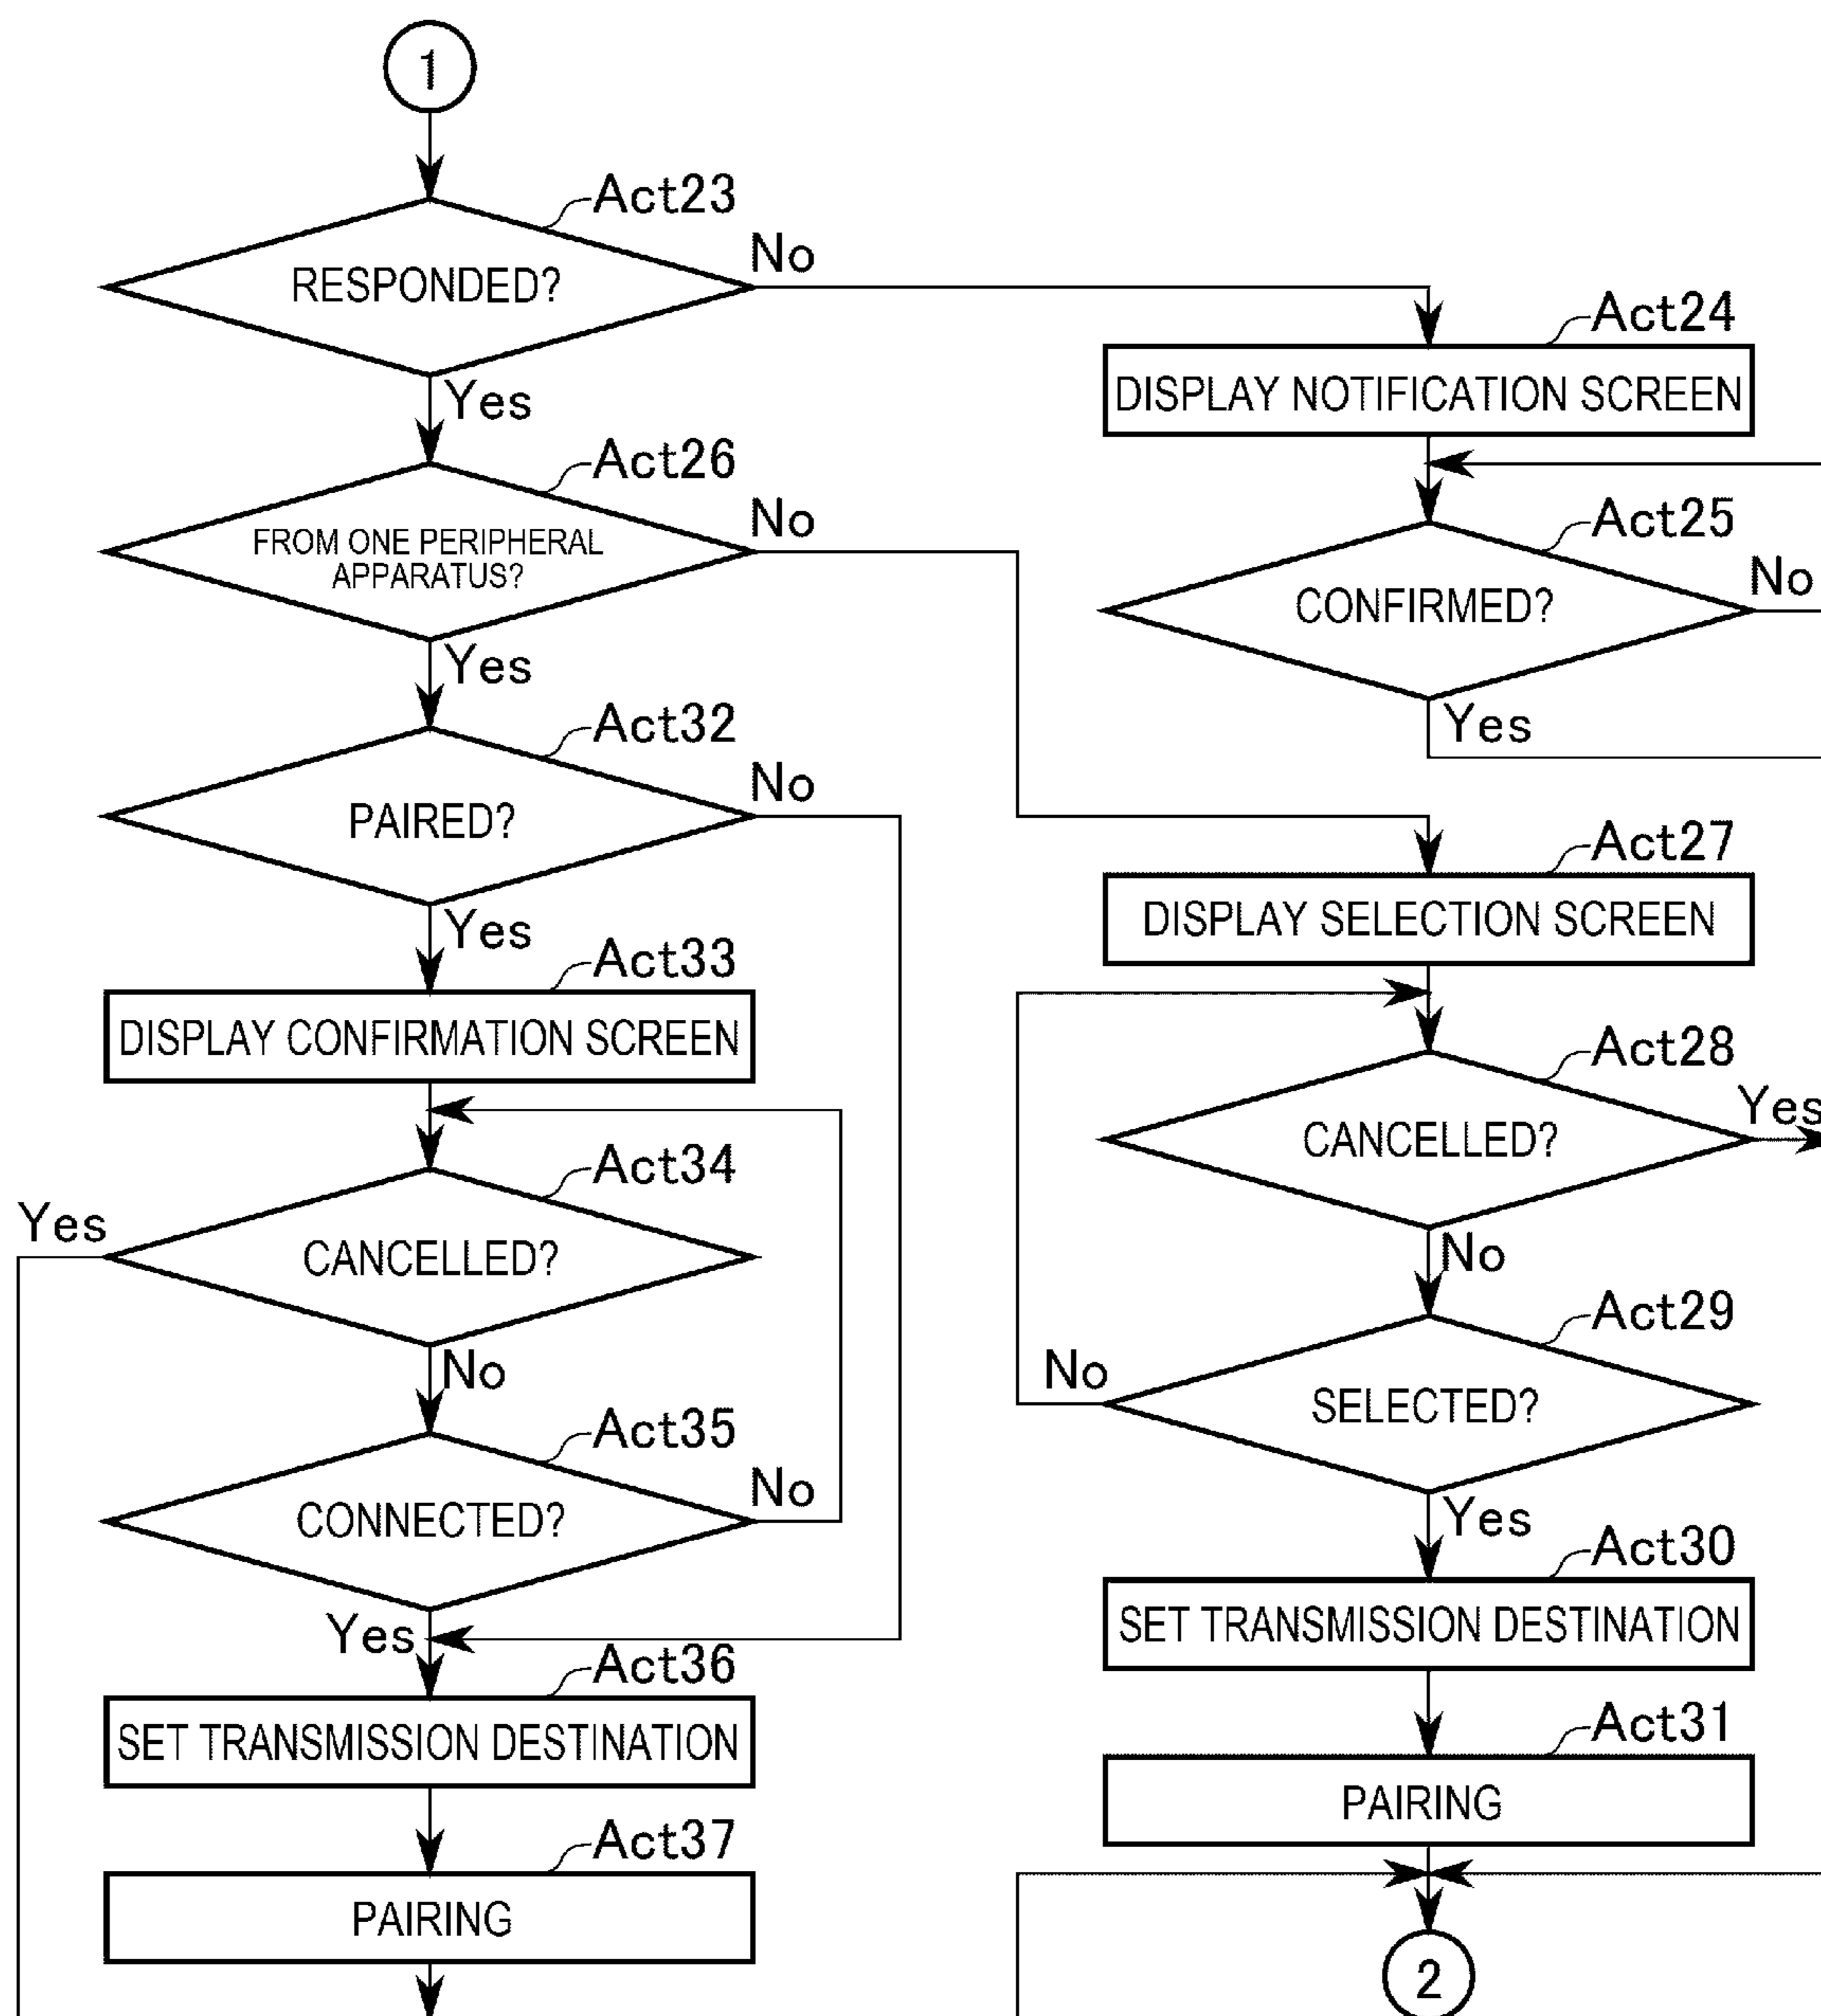 1
Act23
RESPONDED?
No
Yes
Act24
DISPLAY NOTIFICATION SCREEN
Act25
CONFIRMED?
No
Yes
Act26
FROM ONE PERIPHERAL
APPARATUS?
No
Yes
Act27
DISPLAY SELECTION SCREEN
Act28
CANCELLED?
Yes
No
Act29
SELECTED?
No
Yes
Act30
SET TRANSMISSION DESTINATION
Act31
PAIRING
2
Act32
PAIRED?
No
Yes
Act33
DISPLAY CONFIRMATION SCREEN
Act34
CANCELLED?
Yes
No
Act35
CONNECTED?
No
Yes
Act36
SET TRANSMISSION DESTINATION
Act37
PAIRING